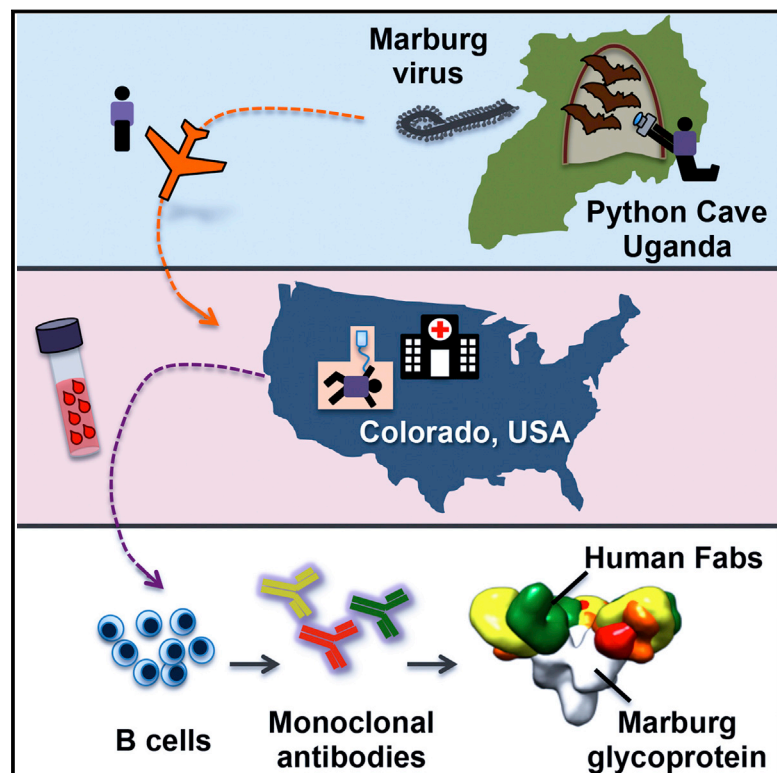 Marburg
virus
Python Cave
Uganda
Colorado, USA
Human Fabs
B cells
Monoclonal
antibodies
Marburg
glycoprotein